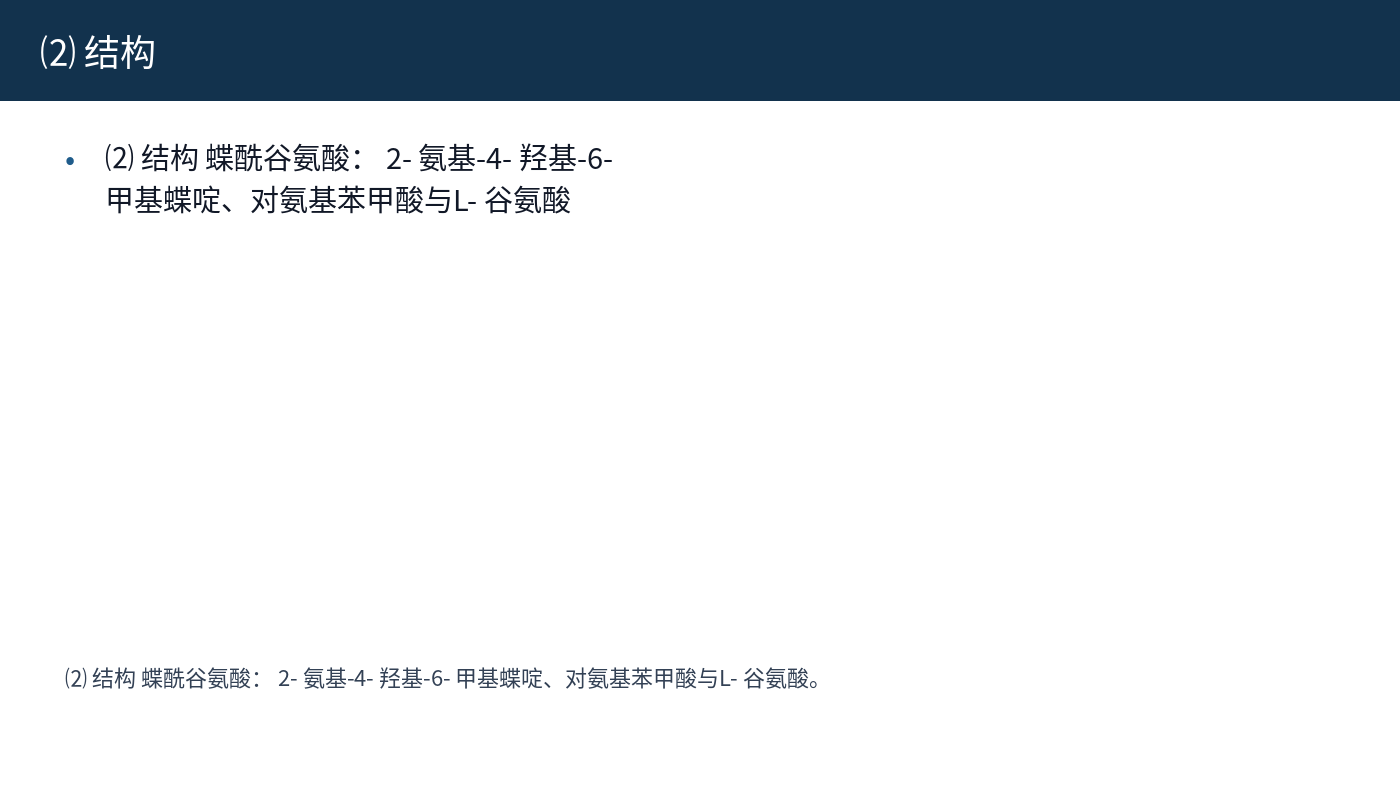 ⑵ 结构
• ⑵ 结构 蝶酰谷氨酸： 2- 氨基-4- 羟基-6-
甲基蝶啶、对氨基苯甲酸与L- 谷氨酸
⑵ 结构 蝶酰谷氨酸： 2- 氨基-4- 羟基-6- 甲基蝶啶、对氨基苯甲酸与L- 谷氨酸。